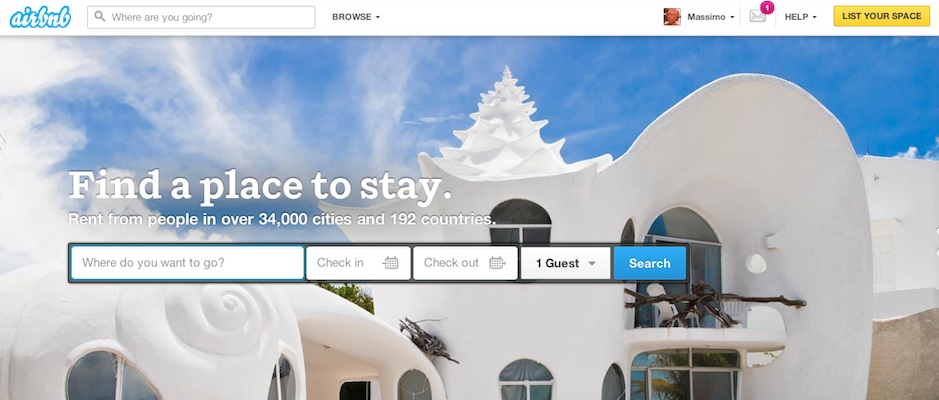 airbnb
Where are you going?
BROWSE
Massimo
1
HELP
LIST YOUR SPACE
Find a place to stay.
Rent from people in over 34,000 cities and 192 countries.
Where do you want to go?
Check in
Check out
1 Guest
Search